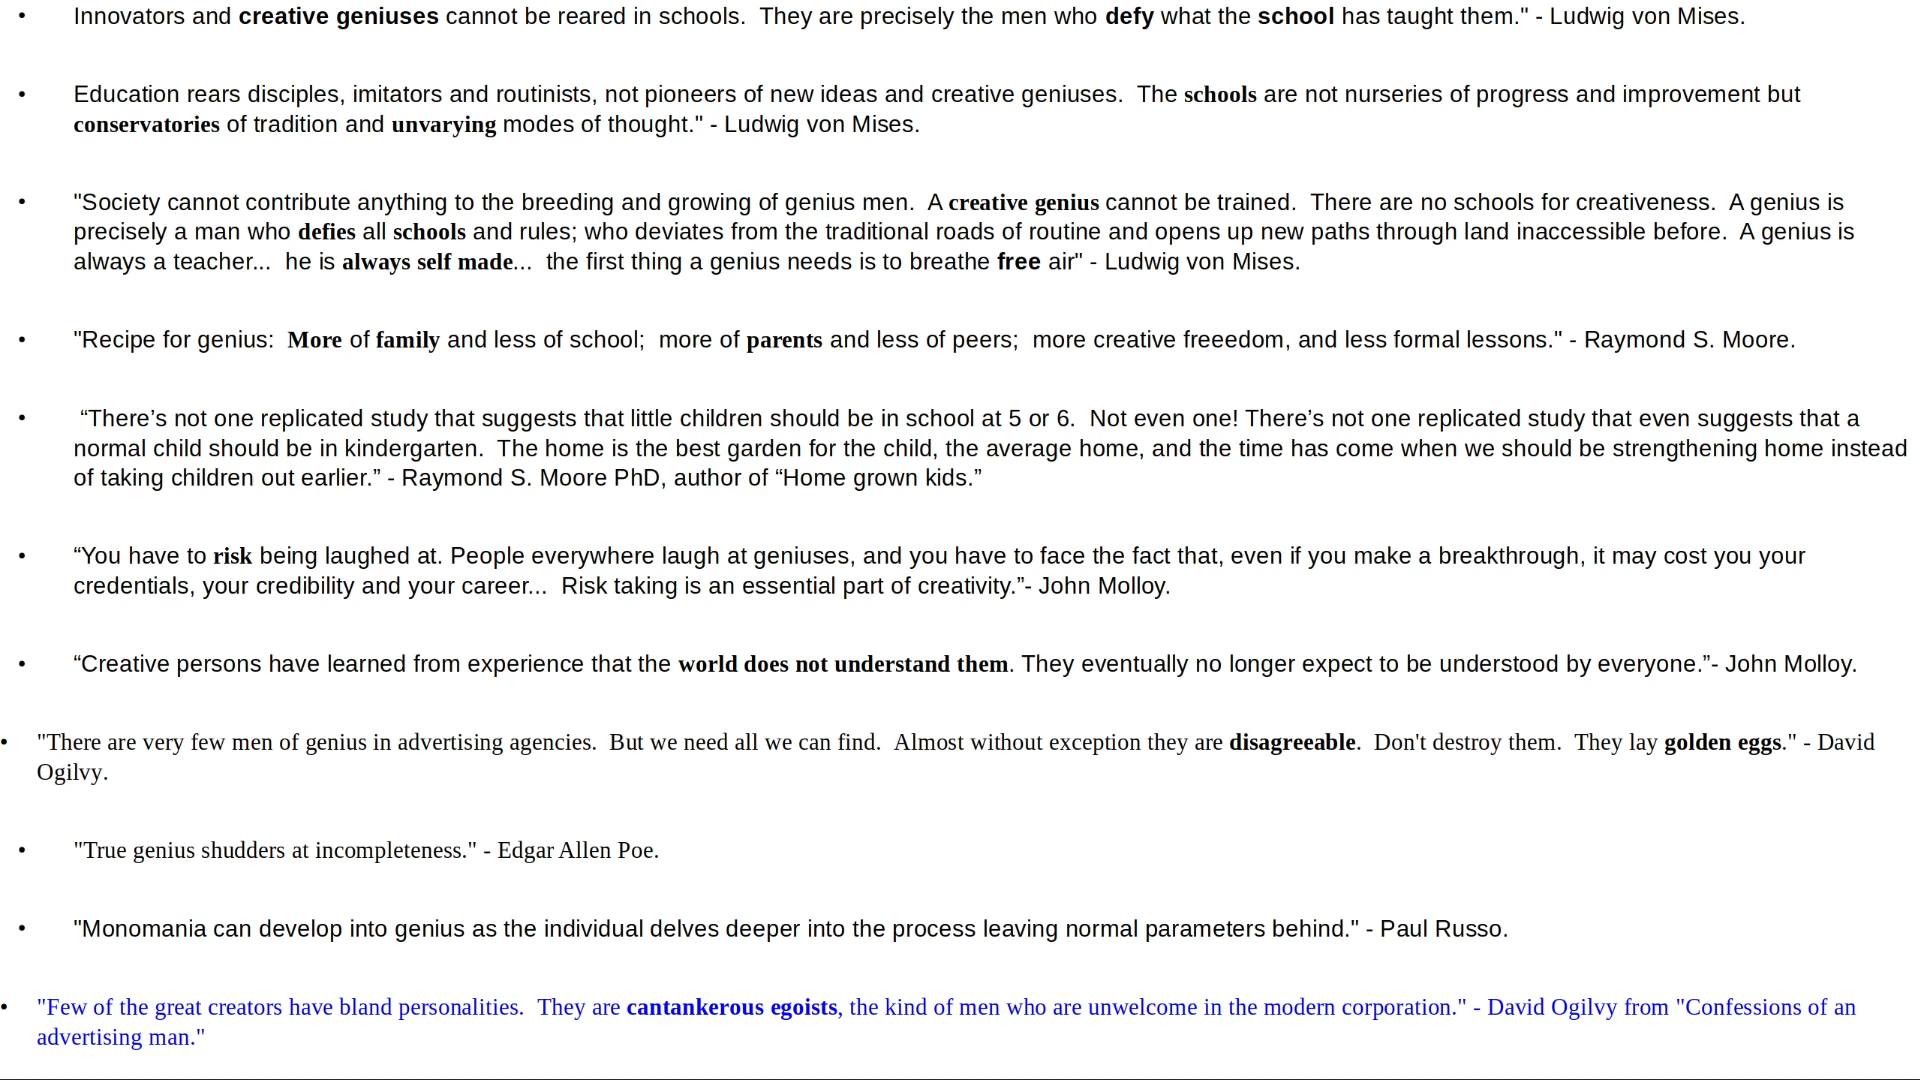 • Innovators and creative geniuses cannot be reared in schools.  They are precisely the men who defy what the school has taught them." - Ludwig von Mises.
• Education rears disciples, imitators and routinists, not pioneers of new ideas and creative geniuses.  The schools are not nurseries of progress and improvement but
conservatories of tradition and unvarying modes of thought." - Ludwig von Mises.
• "Society cannot contribute anything to the breeding and growing of genius men.  A creative genius cannot be trained.  There are no schools for creativeness.  A genius is
precisely a man who defies all schools and rules; who deviates from the traditional roads of routine and opens up new paths through land inaccessible before.  A genius is
always a teacher...  he is always self made...  the first thing a genius needs is to breathe free air" - Ludwig von Mises.
• "Recipe for genius:  More of family and less of school;  more of parents and less of peers;  more creative freeedom, and less formal lessons." - Raymond S. Moore.
• “There’s not one replicated study that suggests that little children should be in school at 5 or 6.  Not even one! There’s not one replicated study that even suggests that a
normal child should be in kindergarten.  The home is the best garden for the child, the average home, and the time has come when we should be strengthening home instead
of taking children out earlier.” - Raymond S. Moore PhD, author of “Home grown kids.”
• “You have to risk being laughed at. People everywhere laugh at geniuses, and you have to face the fact that, even if you make a breakthrough, it may cost you your
credentials, your credibility and your career...  Risk taking is an essential part of creativity.”- John Molloy.
• “Creative persons have learned from experience that the world does not understand them. They eventually no longer expect to be understood by everyone.”- John Molloy.
• "There are very few men of genius in advertising agencies.  But we need all we can find.  Almost without exception they are disagreeable.  Don't destroy them.  They lay golden eggs." - David
Ogilvy.
• "True genius shudders at incompleteness." - Edgar Allen Poe.
• "Monomania can develop into genius as the individual delves deeper into the process leaving normal parameters behind." - Paul Russo.
• "Few of the great creators have bland personalities.  They are cantankerous egoists, the kind of men who are unwelcome in the modern corporation." - David Ogilvy from "Confessions of an
advertising man."